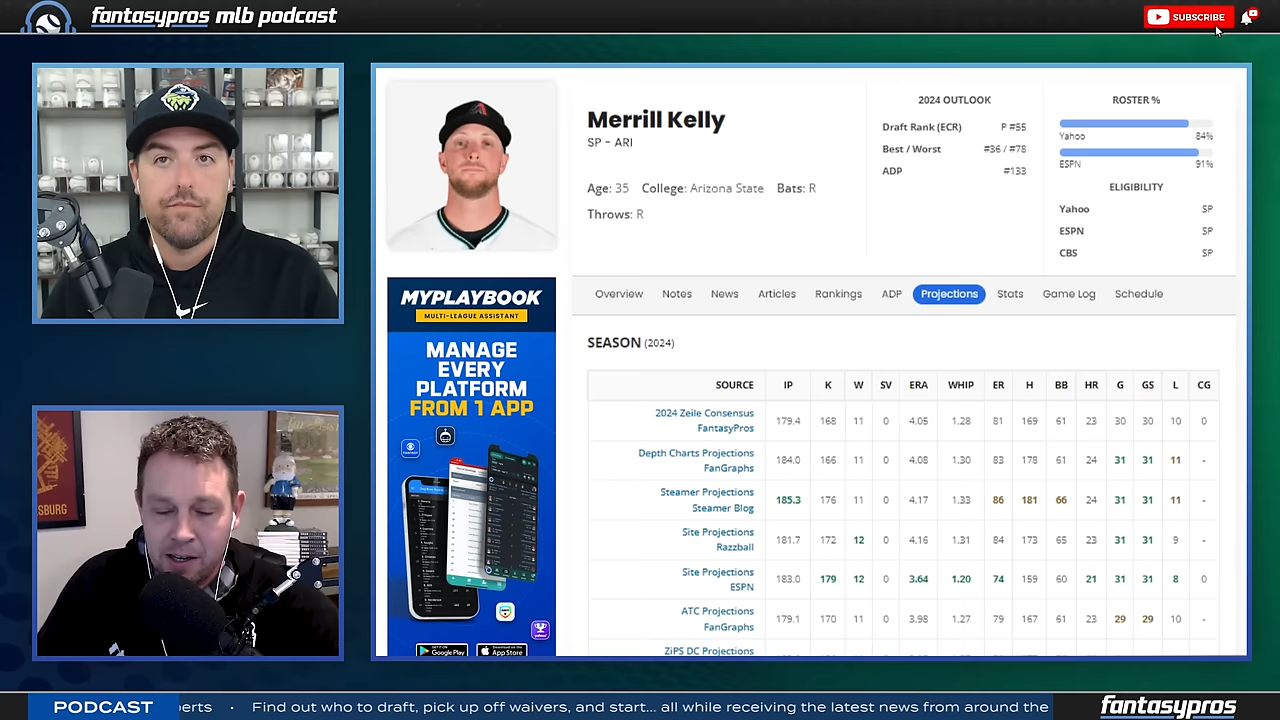 fantasypros mlb podcast
SUBSCRIBE
SBURG
Merrill Kelly
SP - ARI
Age: 35 College: Arizona State Bats: R
Throws: R
2024 OUTLOOK
Draft Rank (ECR) P #55
Best / Worst #36 / #78
ADP #133
ROSTER %
Yahoo 84%
ESPN 91%
ELIGIBILITY
Yahoo SP
ESPN SP
CBS SP
MYPLAYBOOK
MULTI-LEAGUE ASSISTANT
MANAGE
EVERY
PLATFORM
FROM 1 APP
GET IT ON Google Play
App Store
Overview Notes News Articles Rankings ADP Projections Stats Game Log Schedule
SEASON (2024)
SOURCE IP K W SV ERA WHIP ER H BB HR G GS L CG
2024 Zeile Consensus
FantasyPros 179.4 168 11 0 4.05 1.28 81 169 61 23 30 30 10 0
Depth Charts Projections
FanGraphs 184.0 166 11 0 4.08 1.30 83 178 61 24 31 31 11 -
Steamer Projections
Steamer Blog 185.3 176 11 0 4.17 1.33 86 181 66 24 31 31 11 -
Site Projections
Razzball 181.7 172 12 0 4.16 1.31 84 173 65 23 31 31 9 -
Site Projections
ESPN 183.0 179 12 0 3.64 1.20 74 159 60 21 31 31 8 0
ATC Projections
FanGraphs 179.1 170 11 0 3.98 1.27 79 167 61 23 29 29 10 -
ZiPS DC Projections
PODCAST
perts · Find out who to draft, pick up off waivers, and start... all while receiving the latest news from around the
fantasypros